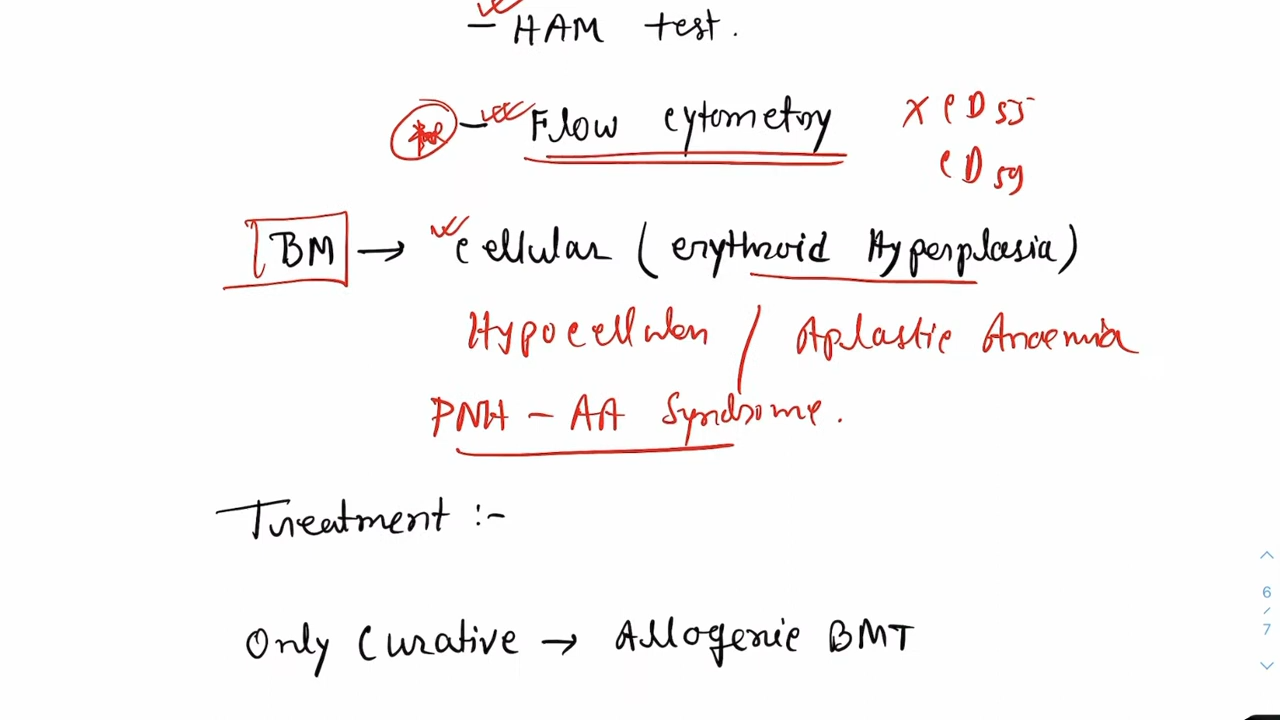 - HAM test.
- Flow cytometry X CD55
CD59
BM → Cellular (erythroid Hyperplasia)
Hypocellular / Aplastic Anaemia
PNH - AA Syndrome.
Treatment :-
Only Curative → Allogenic BMT
6
/
7